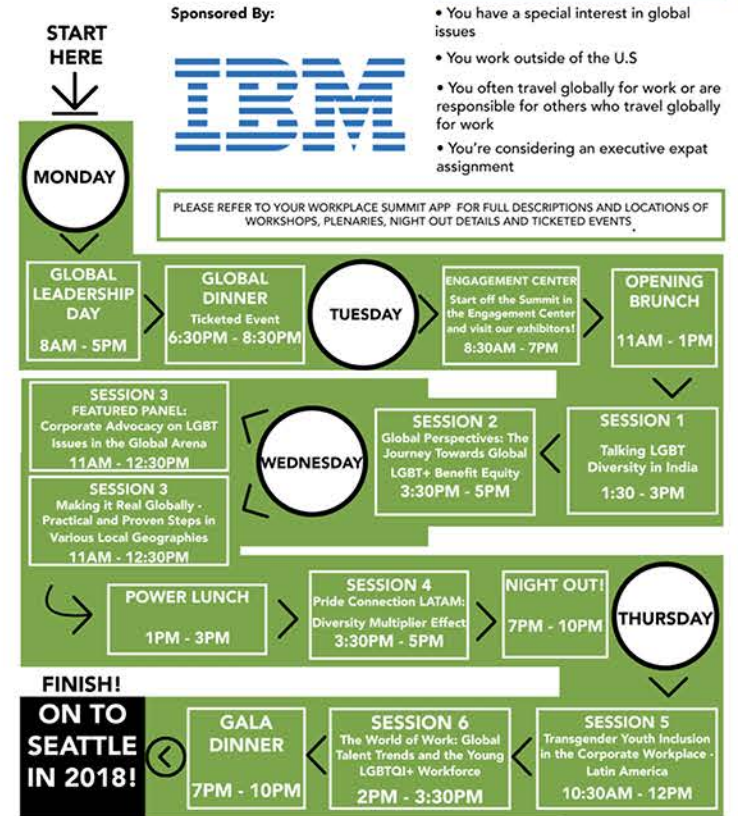 START
HERE
Sponsored By:
IBM
• You have a special interest in global
issues
• You work outside of the U.S
• You often travel globally for work or are
responsible for others who travel globally
for work
• You're considering an executive expat
assignment
MONDAY
PLEASE REFER TO YOUR WORKPLACE SUMMIT APP FOR FULL DESCRIPTIONS AND LOCATIONS OF
WORKSHOPS, PLENARIES, NIGHT OUT DETAILS AND TICKETED EVENTS.
GLOBAL
LEADERSHIP
DAY
8AM - 5PM
GLOBAL
DINNER
Ticketed Event
6:30PM - 8:30PM
TUESDAY
ENGAGEMENT CENTER
Start off the Summit in
the Engagement Center
and visit our exhibitors!
8:30AM - 7PM
OPENING
BRUNCH
11AM - 1PM
SESSION 1
Talking LGBT
Diversity in India
1:30 - 3PM
SESSION 2
Global Perspectives: The
Journey Towards Global
LGBT+ Benefit Equity
3:30PM - 5PM
WEDNESDAY
SESSION 3
FEATURED PANEL:
Corporate Advocacy on LGBT
Issues in the Global Arena
11AM - 12:30PM
SESSION 3
Making it Real Globally -
Practical and Proven Steps in
Various Local Geographies
11AM - 12:30PM
POWER LUNCH
1PM - 3PM
SESSION 4
Pride Connection LATAM:
Diversity Multiplier Effect
3:30PM - 5PM
NIGHT OUT!
7PM - 10PM
THURSDAY
SESSION 5
Transgender Youth Inclusion
in the Corporate Workplace -
Latin America
10:30AM - 12PM
SESSION 6
The World of Work: Global
Talent Trends and the Young
LGBTQI+ Workforce
2PM - 3:30PM
GALA
DINNER
7PM - 10PM
FINISH!
ON TO
SEATTLE
IN 2018!